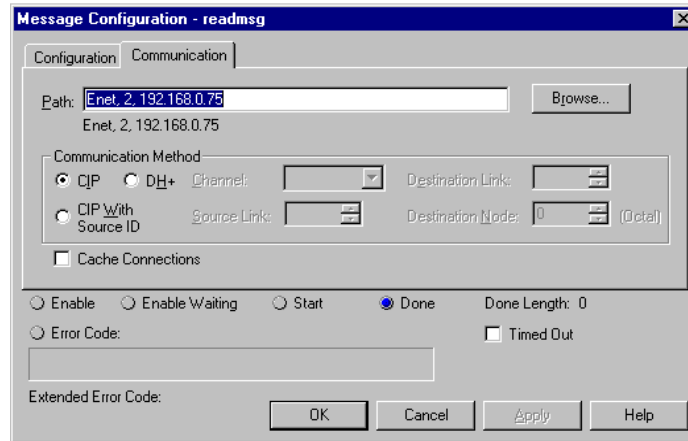 Message Configuration - readmsg
Configuration Communication
Path: Enet, 2, 192.168.0.75 Browse...
Enet, 2, 192.168.0.75
Communication Method
CIP DH+ Channel: Destination Link:
CIP With Source ID Source Link: Destination Node: 0 (Octal)
Cache Connections
Enable Enable Waiting Start Done Done Length: 0
Error Code: Timed Out
Extended Error Code:
OK Cancel Apply Help